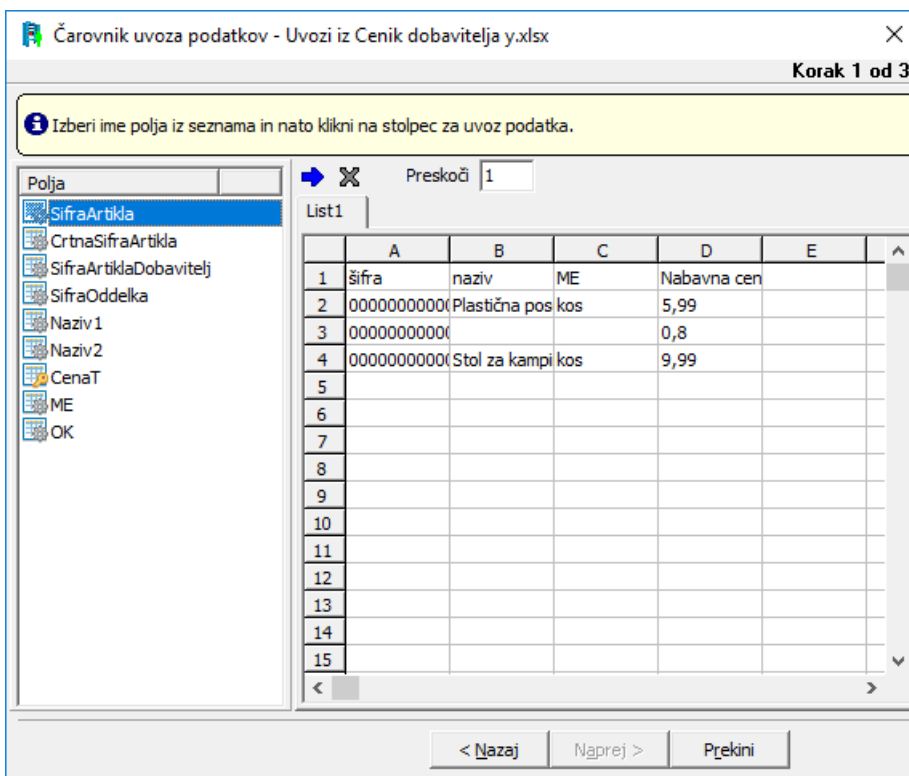 Čarovnik uvoza podatkov - Uvozi iz Cenik dobavitelja y.xlsx
Korak 1 od 3
Izberi ime polja iz seznama in nato klikni na stolpec za uvoz podatka.
Polja
SifraArtikla
CrtnaSifraArtikla
SifraArtiklaDobavitelj
SifraOddelka
Naziv1
Naziv2
CenaT
ME
OK
Preskoči 1
List1
A B C D E
1 šifra naziv ME Nabavna cen
2 00000000000 Plastična pos kos 5,99
3 00000000000 0,8
4 00000000000 Stol za kampi kos 9,99
5
6
7
8
9
10
11
12
13
14
15
< Nazaj Naprej > Prekini